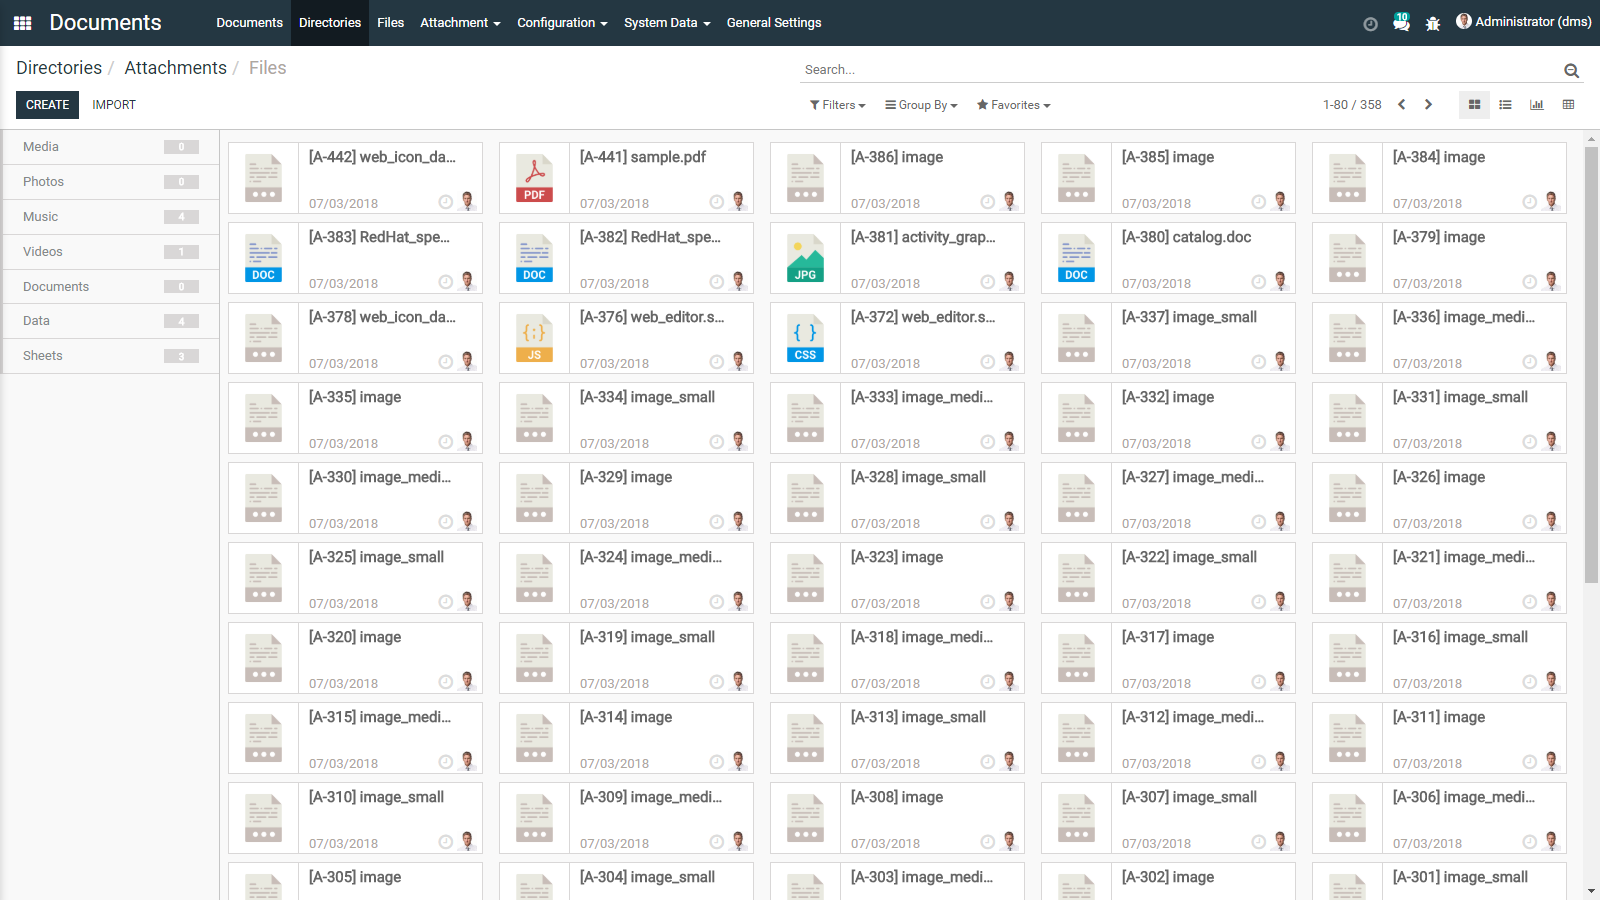 Documents Documents Directories Files Attachment Configuration System Data General Settings 10 Administrator (dms)
Directories / Attachments / Files Search...
CREATE IMPORT Filters Group By Favorites 1-80 / 358
Media 0
Photos 0
Music 4
Videos 1
Documents 0
Data 4
Sheets 3
[A-442] web_icon_da... PDF [A-441] sample.pdf [A-386] image [A-385] image [A-384] image
07/03/2018 07/03/2018 07/03/2018 07/03/2018 07/03/2018
DOC [A-383] RedHat_spe... DOC [A-382] RedHat_spe... JPG [A-381] activity_grap... DOC [A-380] catalog.doc [A-379] image
07/03/2018 07/03/2018 07/03/2018 07/03/2018 07/03/2018
[A-378] web_icon_da... JS [A-376] web_editor.s... CSS [A-372] web_editor.s... [A-337] image_small [A-336] image_medi...
07/03/2018 07/03/2018 07/03/2018 07/03/2018 07/03/2018
[A-335] image [A-334] image_small [A-333] image_medi... [A-332] image [A-331] image_small
07/03/2018 07/03/2018 07/03/2018 07/03/2018 07/03/2018
[A-330] image_medi... [A-329] image [A-328] image_small [A-327] image_medi... [A-326] image
07/03/2018 07/03/2018 07/03/2018 07/03/2018 07/03/2018
[A-325] image_small [A-324] image_medi... [A-323] image [A-322] image_small [A-321] image_medi...
07/03/2018 07/03/2018 07/03/2018 07/03/2018 07/03/2018
[A-320] image [A-319] image_small [A-318] image_medi... [A-317] image [A-316] image_small
07/03/2018 07/03/2018 07/03/2018 07/03/2018 07/03/2018
[A-315] image_medi... [A-314] image [A-313] image_small [A-312] image_medi... [A-311] image
07/03/2018 07/03/2018 07/03/2018 07/03/2018 07/03/2018
[A-310] image_small [A-309] image_medi... [A-308] image [A-307] image_small [A-306] image_medi...
07/03/2018 07/03/2018 07/03/2018 07/03/2018 07/03/2018
[A-305] image [A-304] image_small [A-303] image_medi... [A-302] image [A-301] image_small